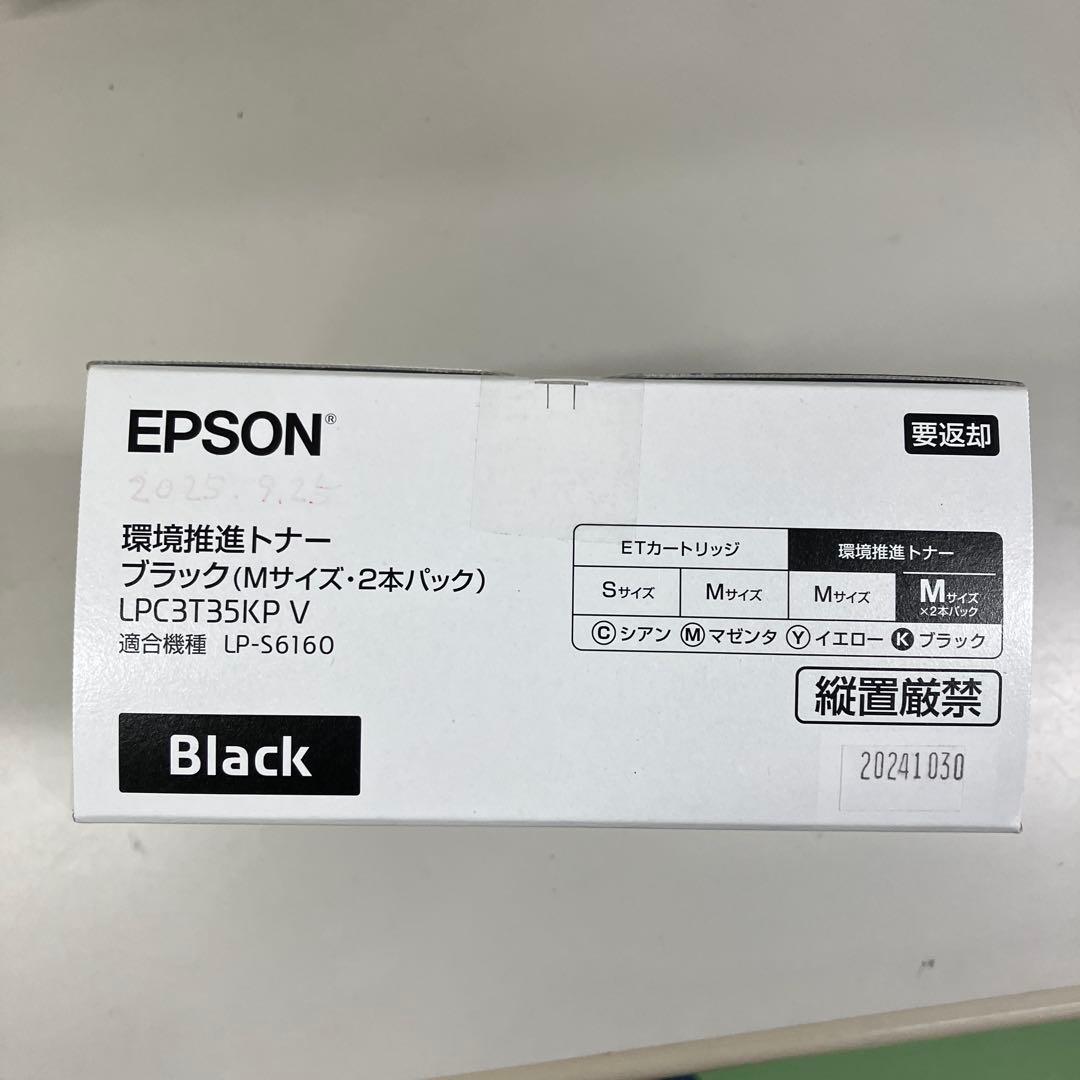 EPSON®
要返却
2025.9.25
環境推進トナー
ブラック(Mサイズ・2本パック)
LPC3T35KP V
適合機種 LP-S6160
Black
ETカートリッジ 環境推進トナー
Sサイズ Mサイズ Mサイズ Mサイズ×2本パック
Ⓒシアン Ⓜマゼンタ Ⓨイエロー Ⓚブラック
縦置厳禁
20241030